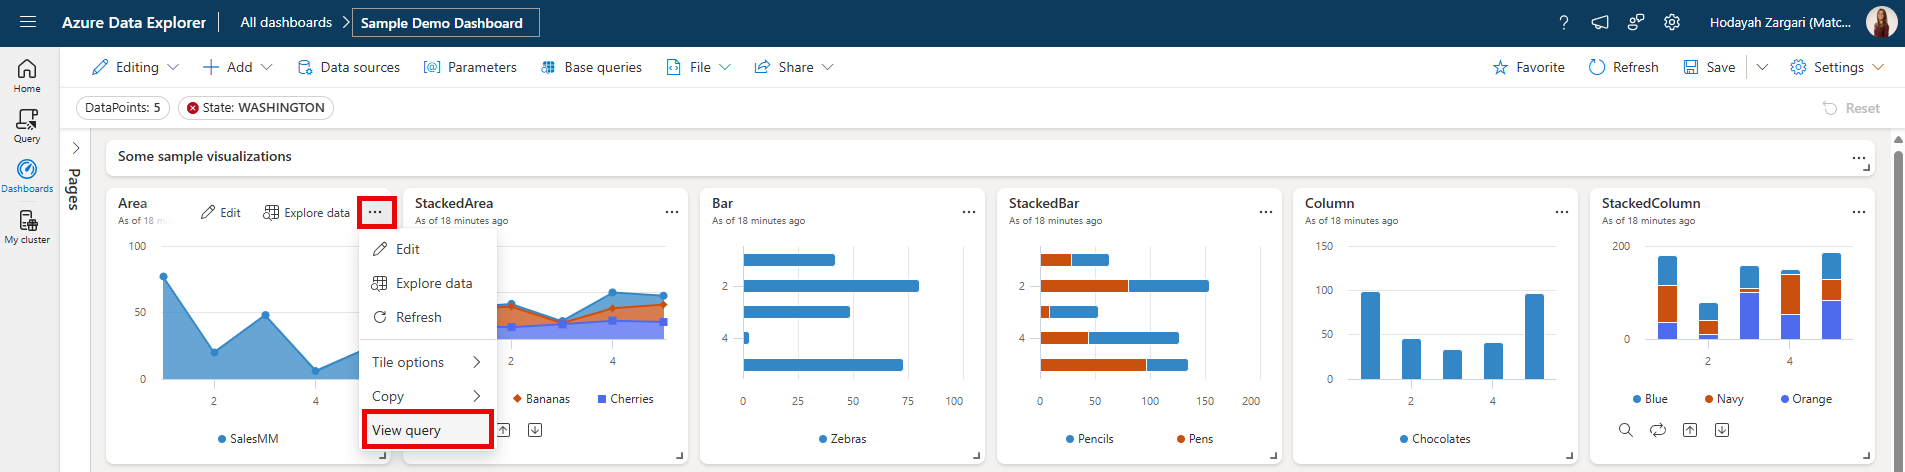 Azure Data Explorer
All dashboards
Sample Demo Dashboard
Hodayah Zargari (Matc...
Home
Query
Dashboards
My cluster
Editing
Add
Data sources
Parameters
Base queries
File
Share
Favorite
Refresh
Save
Settings
DataPoints: 5
State: WASHINGTON
Reset
Pages
Some sample visualizations
Area
As of 18 m
Edit
Explore data
100
50
0
2
4
SalesMM
Edit
Explore data
Refresh
Tile options
Copy
View query
StackedArea
As of 18 minutes ago
2
4
Bananas
Cherries
Bar
As of 18 minutes ago
2
4
0
25
50
75
100
Zebras
StackedBar
As of 18 minutes ago
2
4
0
50
100
150
200
Pencils
Pens
Column
As of 18 minutes ago
150
100
50
0
2
4
Chocolates
StackedColumn
As of 18 minutes ago
200
0
2
4
Blue
Navy
Orange